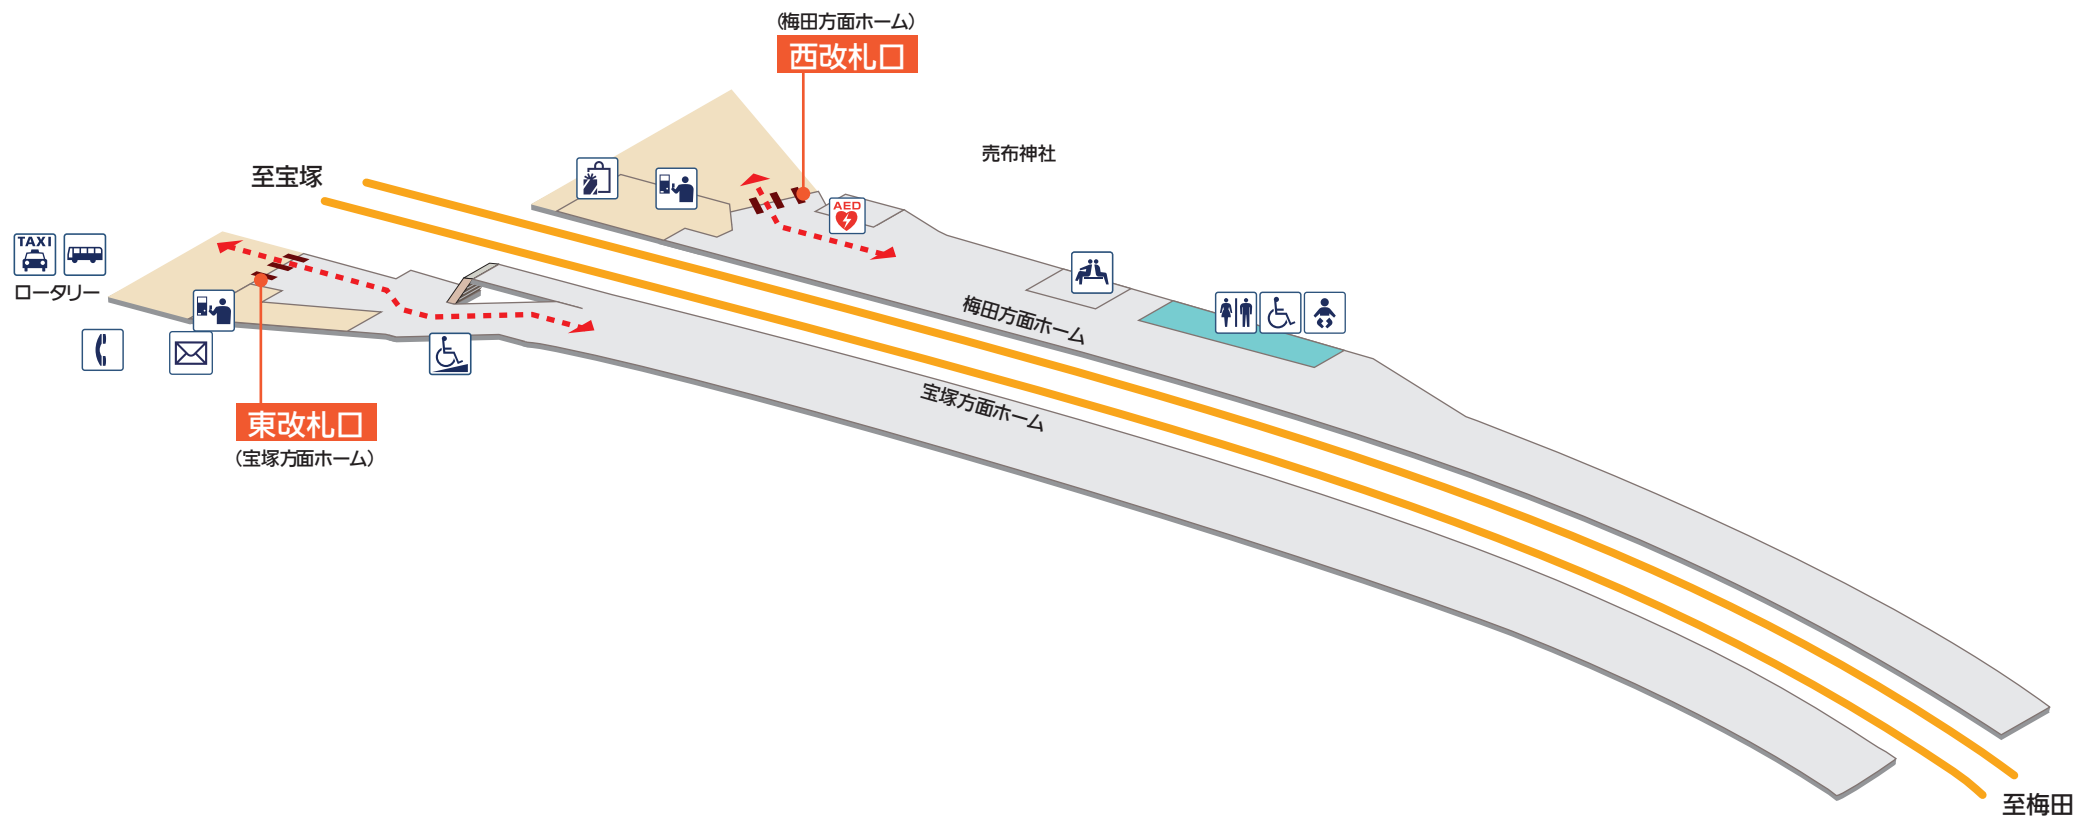 (梅田方面ホーム)
西改札口
売布神社
至宝塚
AED
TAXI
ロータリー
梅田方面ホーム
宝塚方面ホーム
東改札口
(宝塚方面ホーム)
至梅田